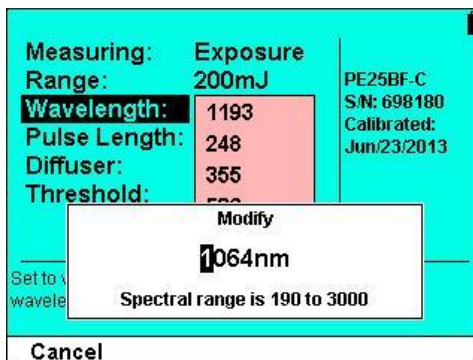 Measuring: Exposure
Range: 200mJ
PE25BF-C
S/N: 698180
Wavelength: 1193
Calibrated:
Pulse Length: 248
Jun/23/2013
Diffuser: 355
Threshold:
Modify
1064nm
Spectral range is 190 to 3000
Set to
wavele
Cancel